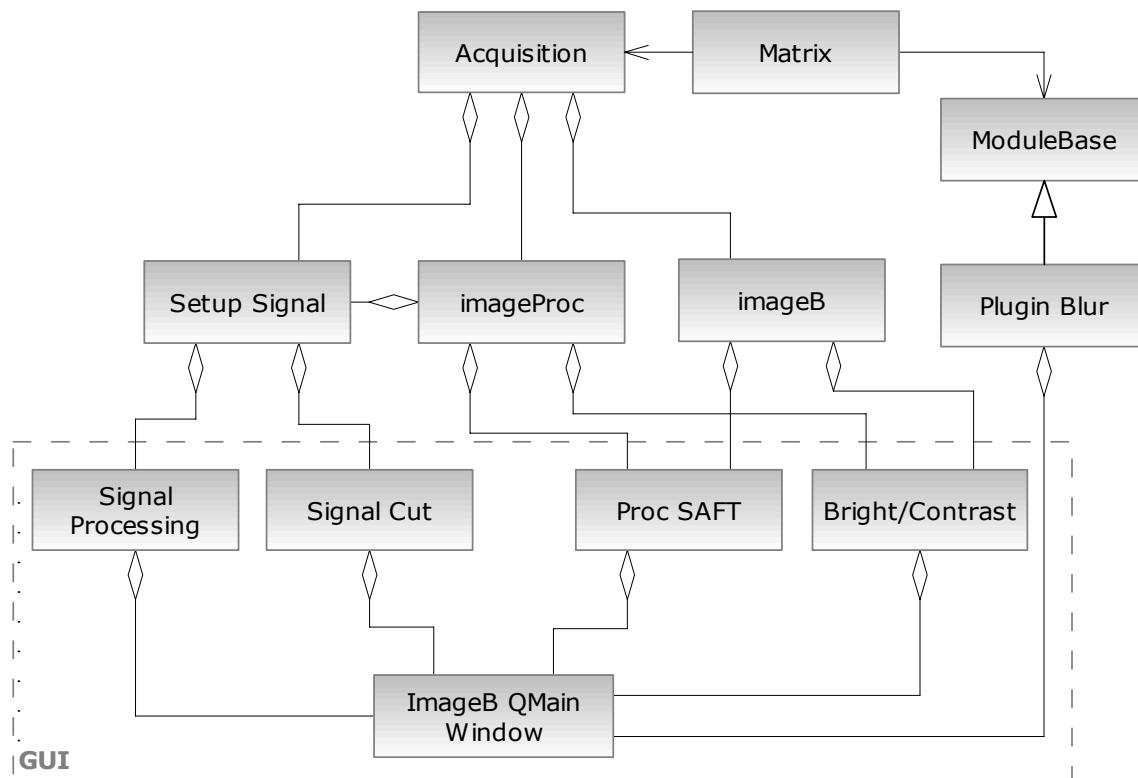 Acquisition
Matrix
ModuleBase
Setup Signal
imageProc
imageB
Plugin Blur
Signal
Processing
Signal Cut
Proc SAFT
Bright/Contrast
ImageB QMain
Window
GUI